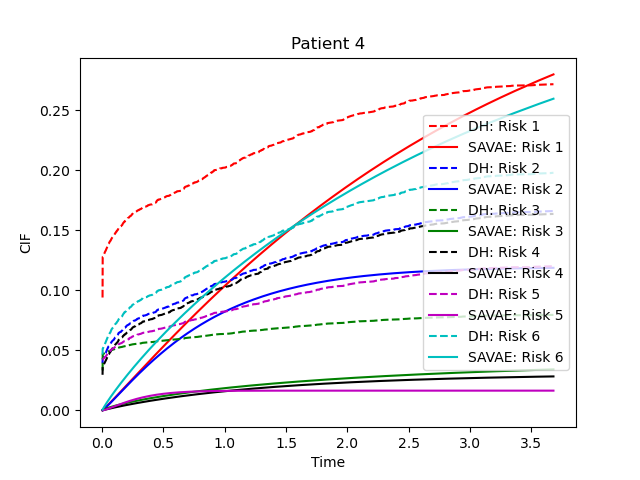 Patient 4
CIF
0.25
0.20
0.15
0.10
0.05
0.00
DH: Risk 1
SAVAE: Risk 1
DH: Risk 2
SAVAE: Risk 2
DH: Risk 3
SAVAE: Risk 3
DH: Risk 4
SAVAE: Risk 4
DH: Risk 5
SAVAE: Risk 5
DH: Risk 6
SAVAE: Risk 6
0.0 0.5 1.0 1.5 2.0 2.5 3.0 3.5
Time